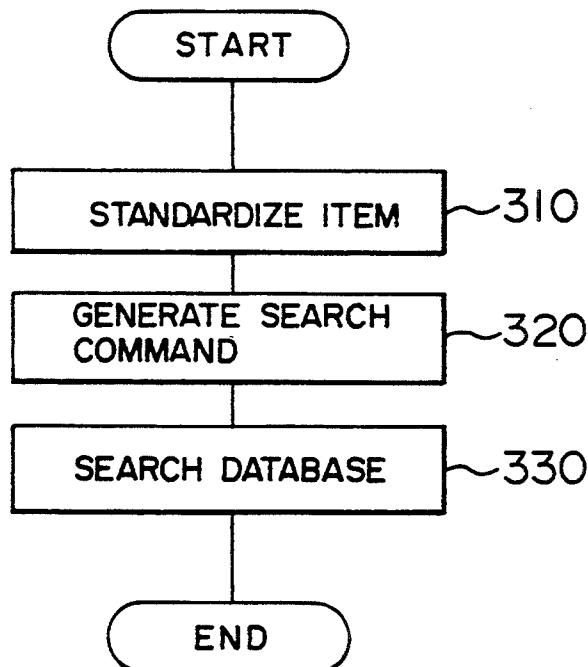 START
STANDARDIZE ITEM
310
GENERATE SEARCH
COMMAND
320
SEARCH DATABASE
330
END